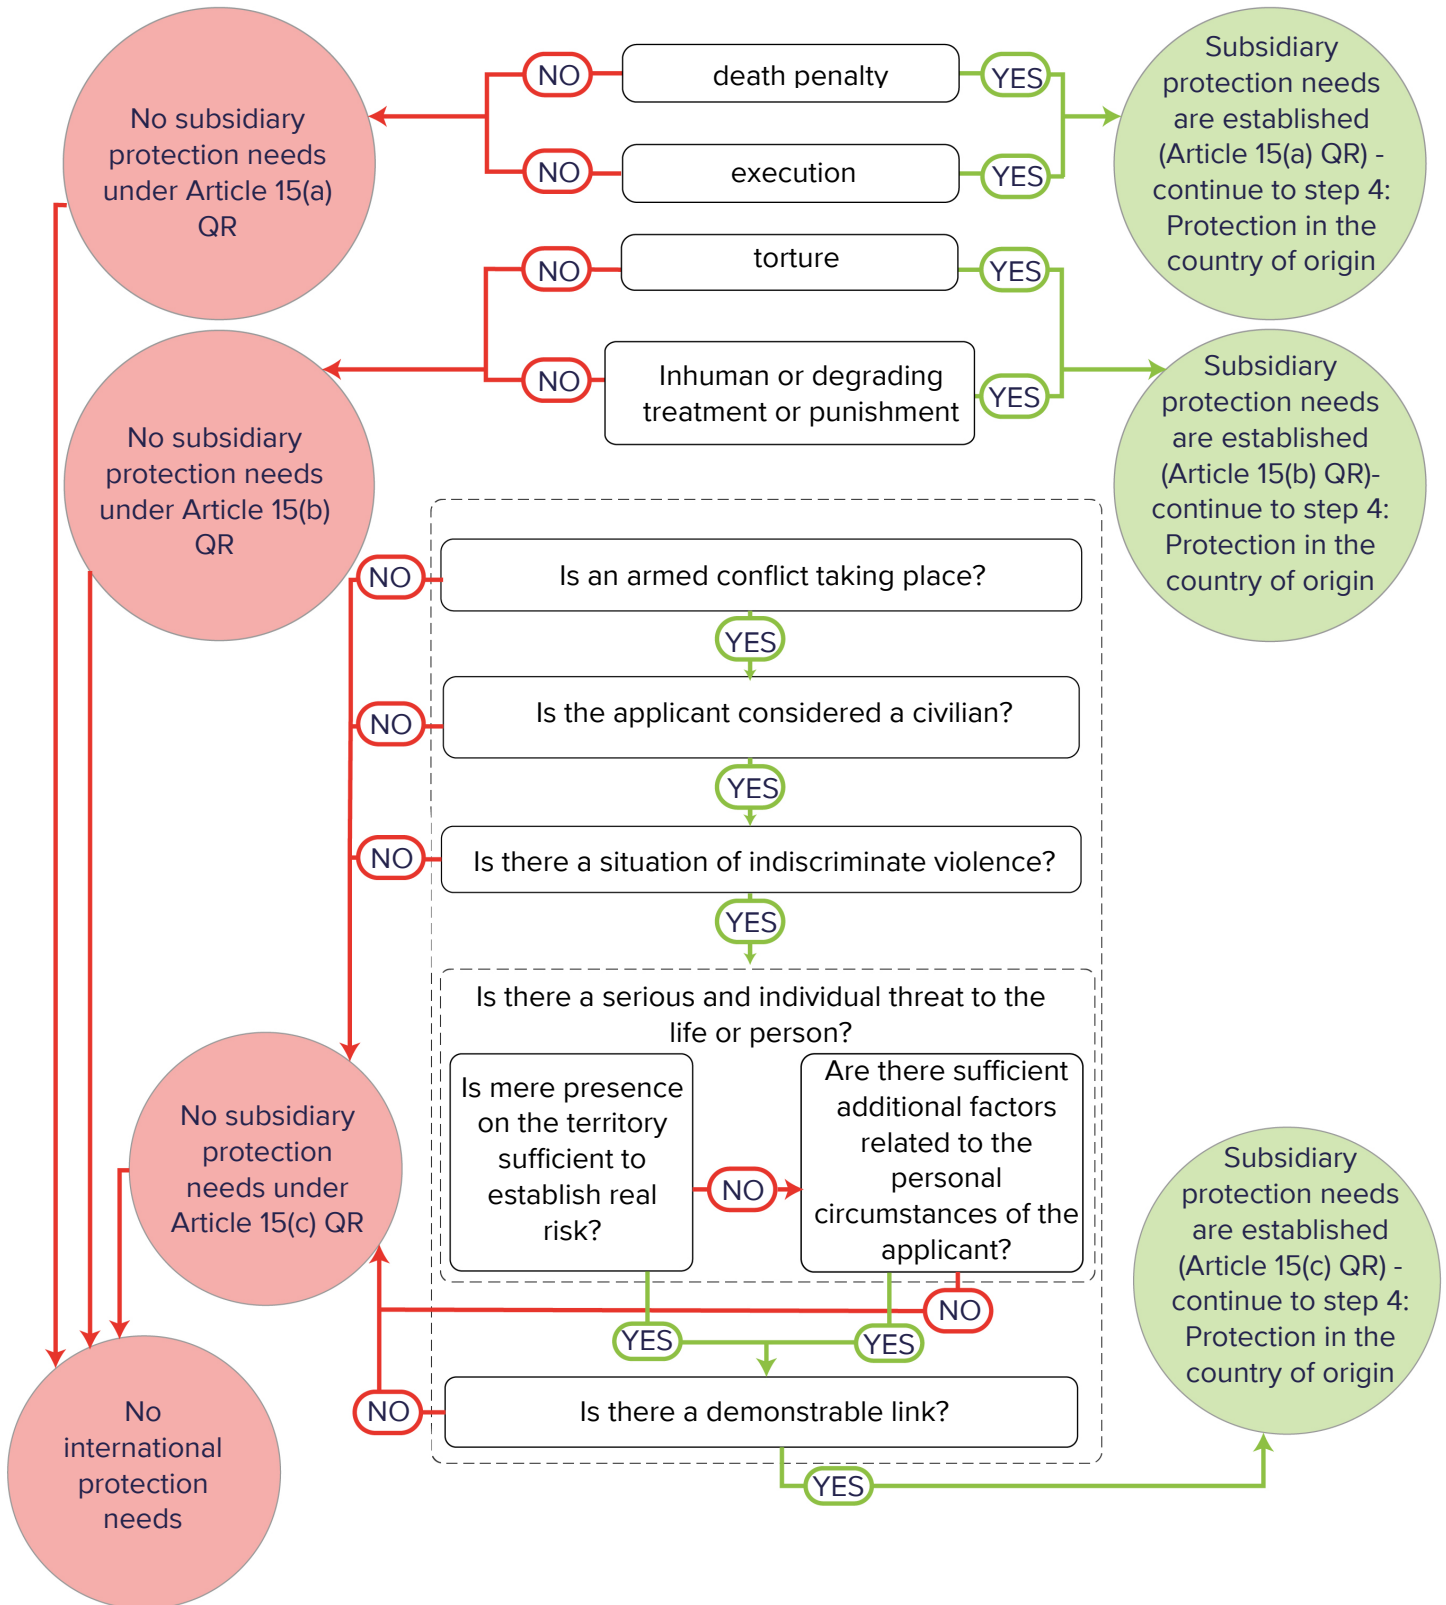 No subsidiary
protection needs
under Article 15(a)
QR
NO
death penalty
YES
NO
execution
YES
Subsidiary
protection needs
are established
(Article 15(a) QR) -
continue to step 4:
Protection in the
country of origin
NO
torture
YES
NO
Inhuman or degrading
treatment or punishment
YES
No subsidiary
protection needs
under Article 15(b)
QR
Subsidiary
protection needs
are established
(Article 15(b) QR)-
continue to step 4:
Protection in the
country of origin
NO
Is an armed conflict taking place?
YES
NO
Is the applicant considered a civilian?
YES
NO
Is there a situation of indiscriminate violence?
YES
Is there a serious and individual threat to the
life or person?
Is mere presence
on the territory
sufficient to
establish real
risk?
NO
Are there sufficient
additional factors
related to the
personal
circumstances of the
applicant?
No subsidiary
protection
needs under
Article 15(c) QR
NO
YES
YES
NO
Is there a demonstrable link?
YES
Subsidiary
protection needs
are established
(Article 15(c) QR) -
continue to step 4:
Protection in the
country of origin
No
international
protection
needs